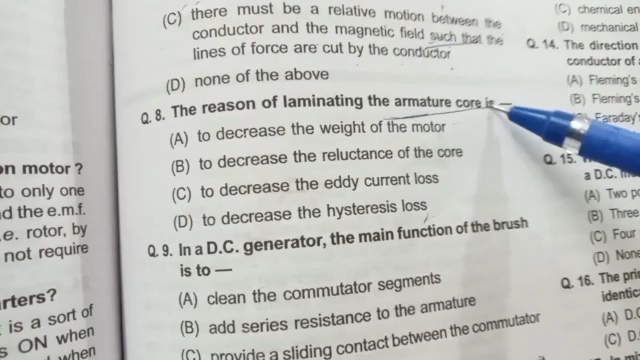 (C) there must be a relative motion between the
conductor and the magnetic field such that the
lines of force are cut by the conductor
(D) none of the above
Q. 8. The reason of laminating the armature core is —
(A) to decrease the weight of the motor
(B) to decrease the reluctance of the core
(C) to decrease the eddy current loss
(D) to decrease the hysteresis loss
Q. 9. In a D.C. generator, the main function of the brush
is to —
(A) clean the commutator segments
(B) add series resistance to the armature
(C) provide a sliding contact between the commutator
or
on motor ?
to only one
d the e.m.f.
.e. rotor, by
not require
rters?
is a sort of
s ON when
when
(C) chemical en
(D) mechanical
Q. 14. The direction
conductor of
(A) Fleming's
(B) Fleming's
Faraday'
Q. 15.
a D.C.
(A) Two po
(B) Three
(C) Four
(D) None
Q. 16. The prin
identic
(A) D.C
(C) D.